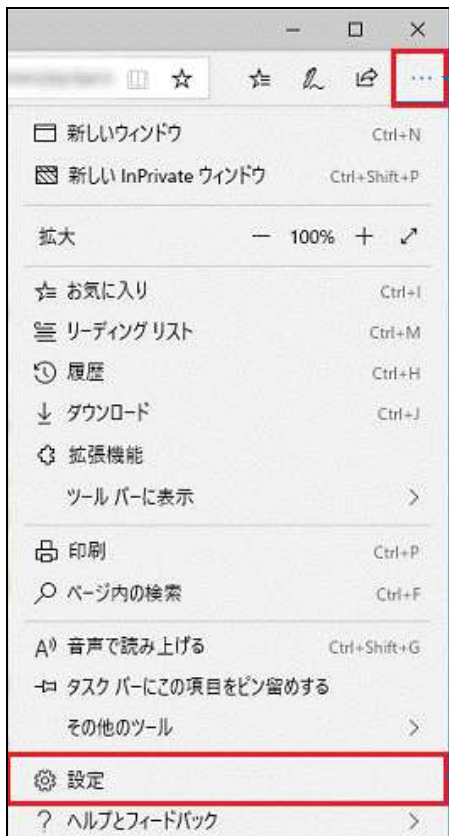 新しいウィンドウ Ctrl+N
新しい InPrivate ウィンドウ Ctrl+Shift+P
拡大 — 100% +
お気に入り Ctrl+I
リーディング リスト Ctrl+M
履歴 Ctrl+H
ダウンロード Ctrl+J
拡張機能
ツール バーに表示 >
印刷 Ctrl+P
ページ内の検索 Ctrl+F
音声で読み上げる Ctrl+Shift+G
タスク バーにこの項目をピン留めする
その他のツール >
設定
? ヘルプとフィードバック >